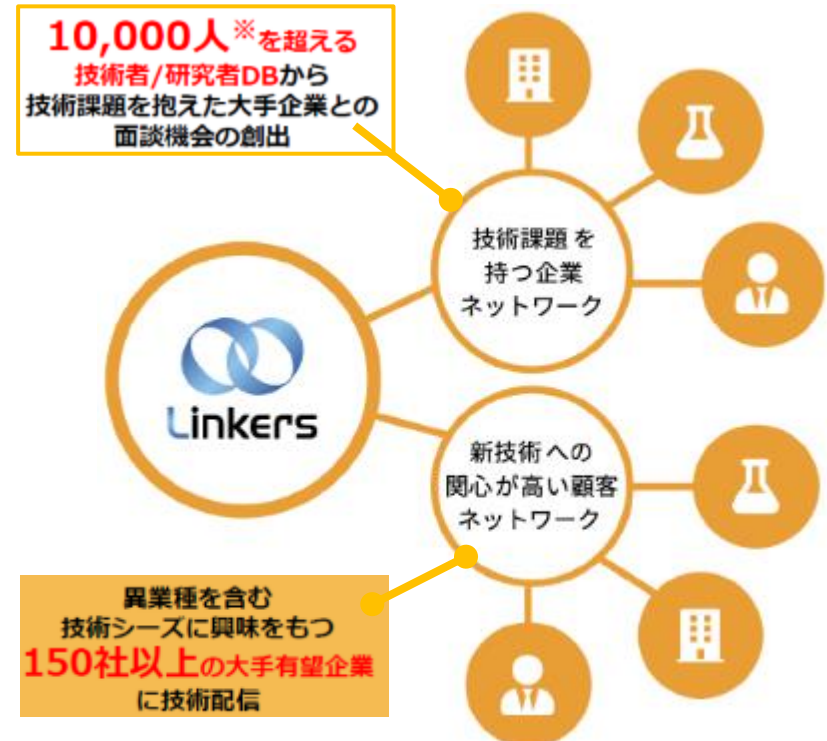 10,000人※を超える
技術者/研究者DBから
技術課題を抱えた大手企業との
面談機会の創出
技術課題を
持つ企業
ネットワーク
Linkers
新技術への
関心が高い顧客
ネットワーク
異業種を含む
技術シーズに興味をもつ
150社以上の大手有望企業
に技術配信